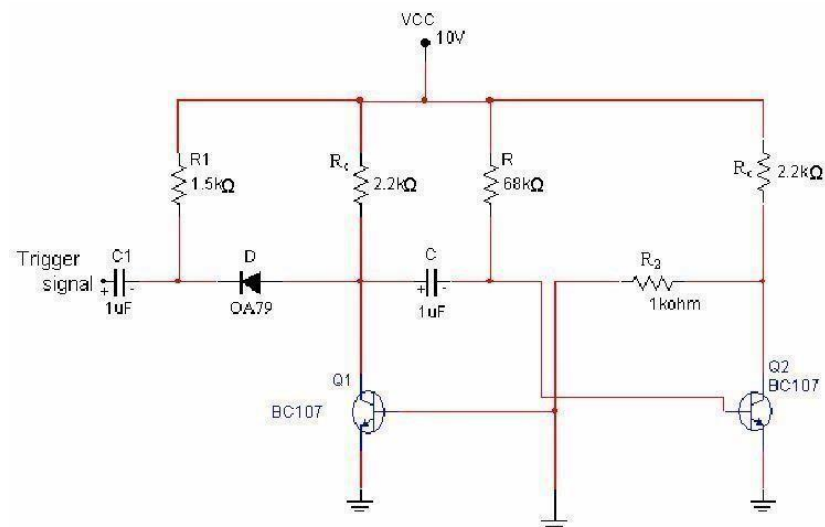 VCC
10V
R1
1.5kΩ
Rc
2.2kΩ
R
68kΩ
Rc
2.2kΩ
Trigger
signal
C1
+ -
1uF
D
OA79
C
+ -
1uF
R2
1kohm
Q1
BC107
Q2
BC107